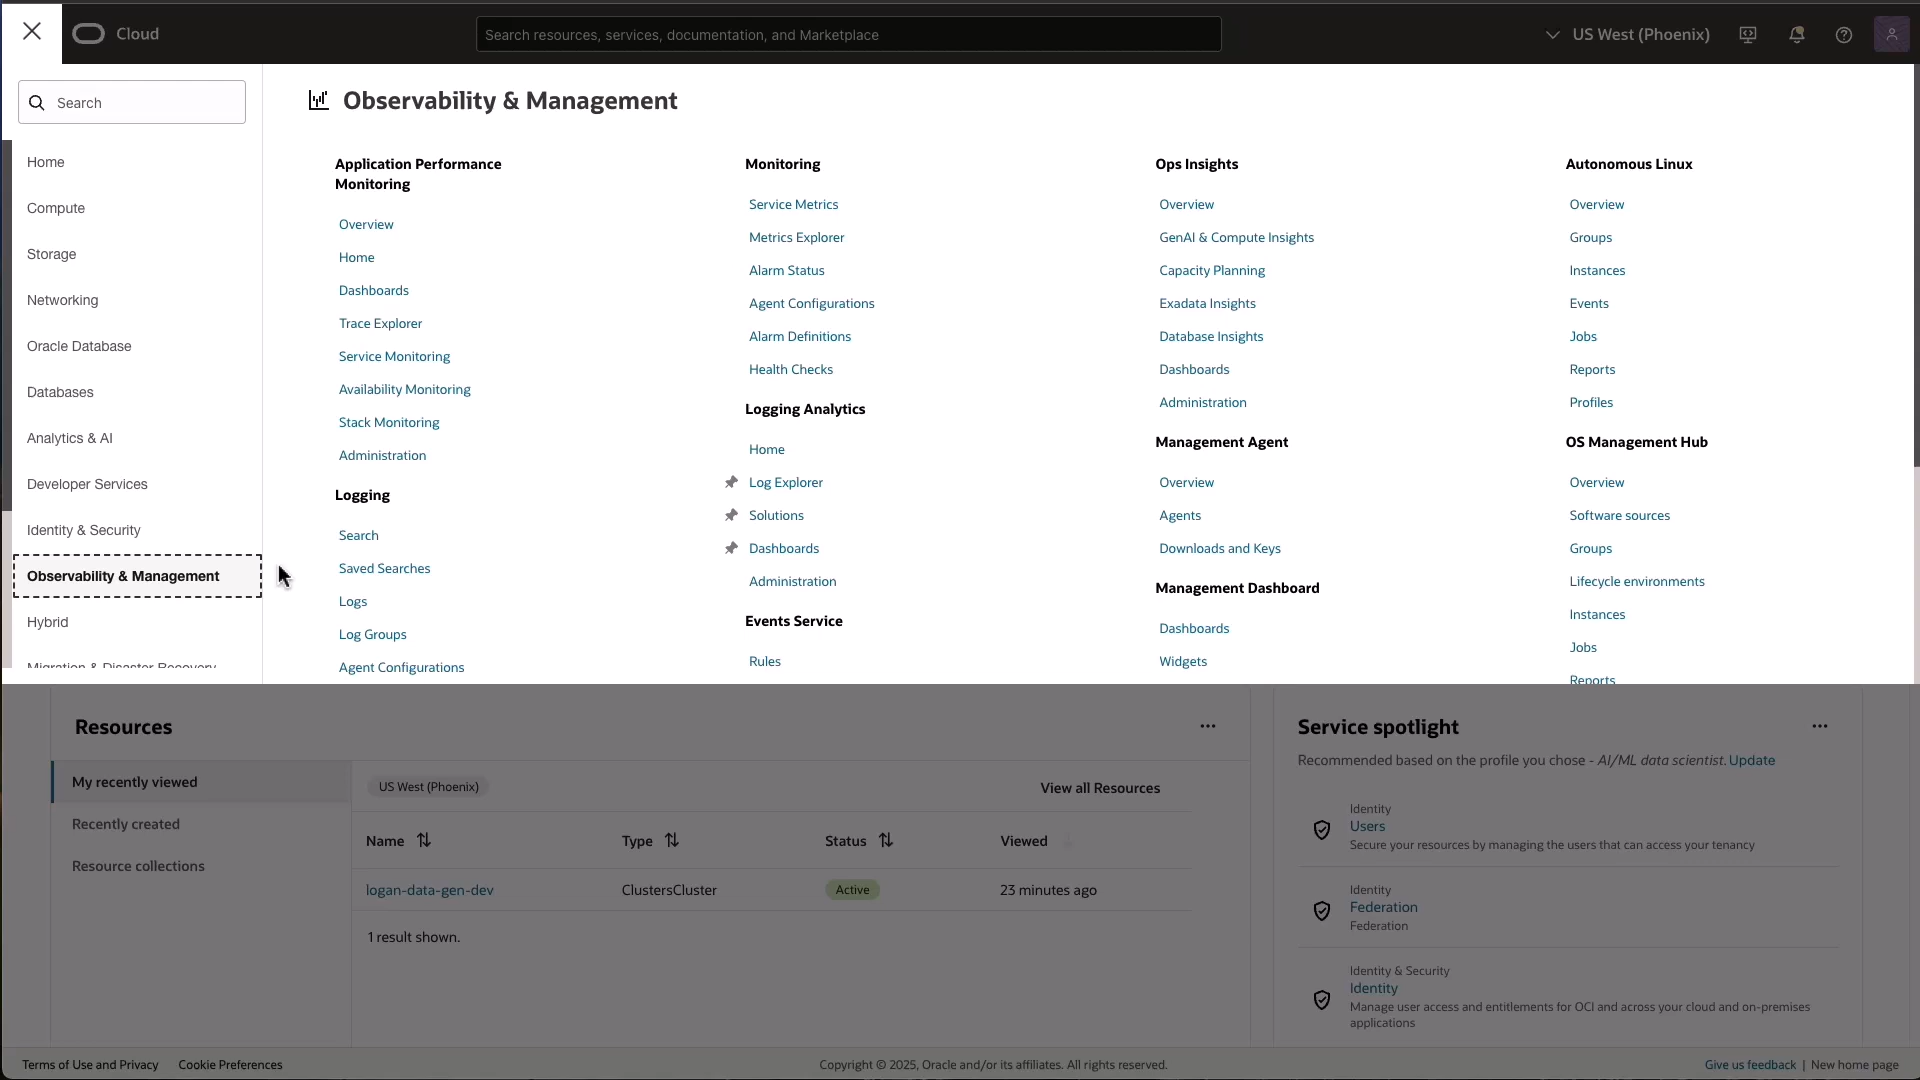 Cloud
Search resources, services, documentation, and Marketplace
US West (Phoenix)
Search
Home
Compute
Storage
Networking
Oracle Database
Databases
Analytics & AI
Developer Services
Identity & Security
Observability & Management
Hybrid
Migration & Disaster Recovery
Observability & Management
Application Performance
Monitoring
Overview
Home
Dashboards
Trace Explorer
Service Monitoring
Availability Monitoring
Stack Monitoring
Administration
Logging
Search
Saved Searches
Logs
Log Groups
Agent Configurations
Monitoring
Service Metrics
Metrics Explorer
Alarm Status
Agent Configurations
Alarm Definitions
Health Checks
Logging Analytics
Home
Log Explorer
Solutions
Dashboards
Administration
Events Service
Rules
Ops Insights
Overview
GenAI & Compute Insights
Capacity Planning
Exadata Insights
Database Insights
Dashboards
Administration
Management Agent
Overview
Agents
Downloads and Keys
Management Dashboard
Dashboards
Widgets
Autonomous Linux
Overview
Groups
Instances
Events
Jobs
Reports
Profiles
OS Management Hub
Overview
Software sources
Groups
Lifecycle environments
Instances
Jobs
Reports
Resources
My recently viewed
Recently created
Resource collections
US West (Phoenix)
View all Resources
Name Type Status Viewed
logan-data-gen-dev ClustersCluster Active 23 minutes ago
1 result shown.
Service spotlight
Recommended based on the profile you chose - AI/ML data scientist. Update
Identity
Users
Secure your resources by managing the users that can access your tenancy
Identity
Federation
Federation
Identity & Security
Identity
Manage user access and entitlements for OCI and across your cloud and on-premises
applications
Terms of Use and Privacy Cookie Preferences
Copyright © 2025, Oracle and/or its affiliates. All rights reserved.
Give us feedback | New home page